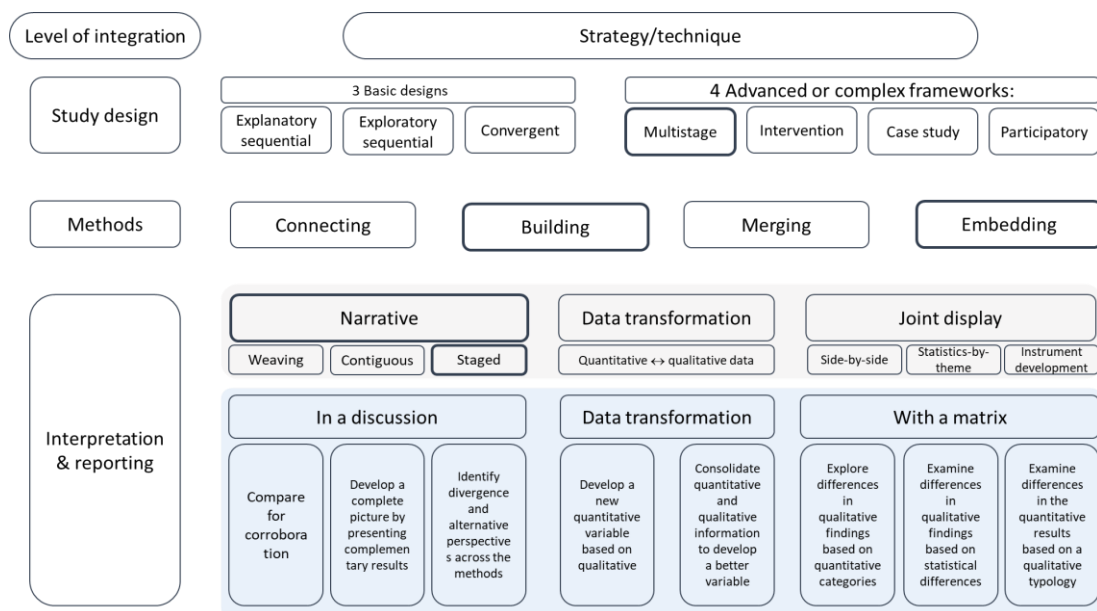 Level of integration
Strategy/technique
Study design
3 Basic designs
Explanatory
sequential
Exploratory
sequential
Convergent
4 Advanced or complex frameworks:
Multistage
Intervention
Case study
Participatory
Methods
Connecting
Building
Merging
Embedding
Interpretation
& reporting
Narrative
Weaving
Contiguous
Staged
Data transformation
Quantitative ↔ qualitative data
Joint display
Side-by-side
Statistics-by-
theme
Instrument
development
In a discussion
Compare
for
corrobora
tion
Develop a
complete
picture by
presenting
complemen
tary results
Identify
divergence
and
alternative
perspective
s across the
methods
Data transformation
Develop a
new
quantitative
variable
based on
qualitative
Consolidate
quantitative
and
qualitative
information
to develop
a better
variable
With a matrix
Explore
differences
in
qualitative
findings
based on
quantitative
categories
Examine
differences
in
qualitative
findings
based on
statistical
differences
Examine
differences
in the
quantitative
results
based on a
qualitative
typology